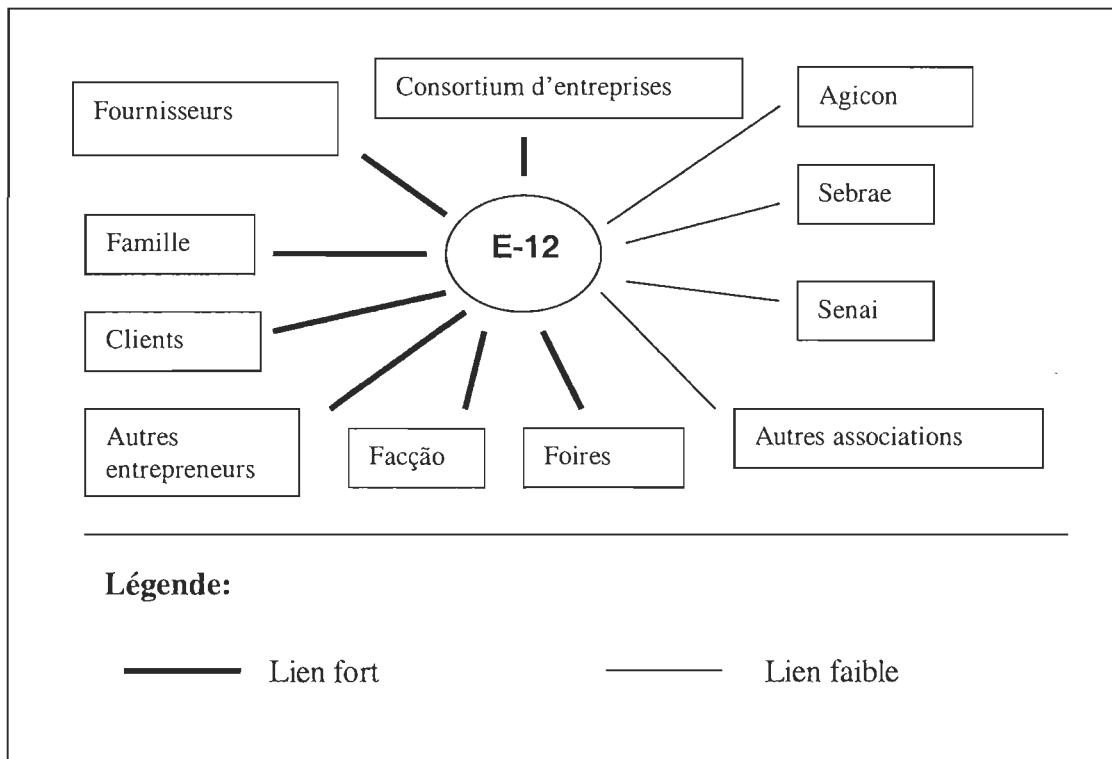 Consortium d'entreprises
Fournisseurs
Agicon
Sebrae
Famille
E-12
Senai
Clients
Autres
entrepreneurs
Facção
Foires
Autres associations
Légende:
Lien fort
Lien faible